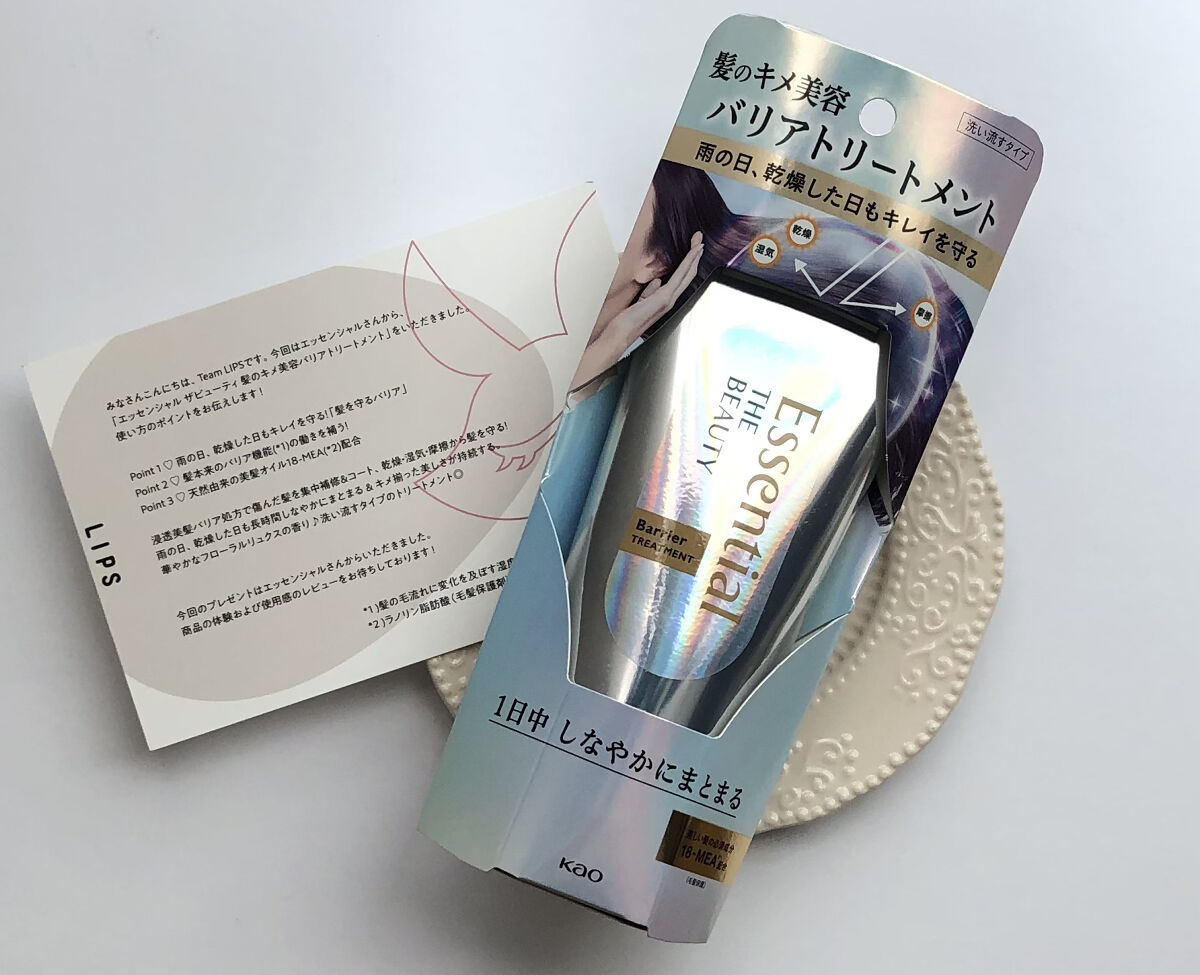 みなさんこんにちは、Team LIPSです。今回はエッセンシャルさんから、
「エッセンシャル ザビューティ 髪のキメ美容バリアトリートメント」をいただきました。
使い方のポイントをお伝えします！
Point 1 ♡ 雨の日、乾燥した日もキレイを守る！「髪を守るバリア」
Point 2 ♡ 髪本来のバリア機能(*1)の働きを補う！
Point 3 ♡ 天然由来の美髪オイル18-MEA(*2)配合
浸透美髪バリア処方で傷んだ髪を集中補修&コート、乾燥・湿気・摩擦から髪を守る！
雨の日、乾燥した日も長時間しなやかにまとまる & キメ揃った美しさが持続する
華やかなフローラルリュクスの香り♪洗い流すタイプのトリートメント◎
今回のプレゼントはエッセンシャルさんからいただきました。
商品の体験および使用感のレビューをお待ちしております！
*1)髪の毛流れに変化を及ぼす湿度
*2)ラノリン脂肪酸（毛髪保護剤
LIPS
髪のキメ美容
バリアトリートメント
洗い流すタイプ
雨の日、乾燥した日もキレイを守る
乾燥
湿気
摩擦
Essential
THE
BEAUTY
Barrier
TREATMENT
1日中 しなやかにまとまる
美しい髪の必須成分
18-MEA配合
(毛髪保護)
Kao